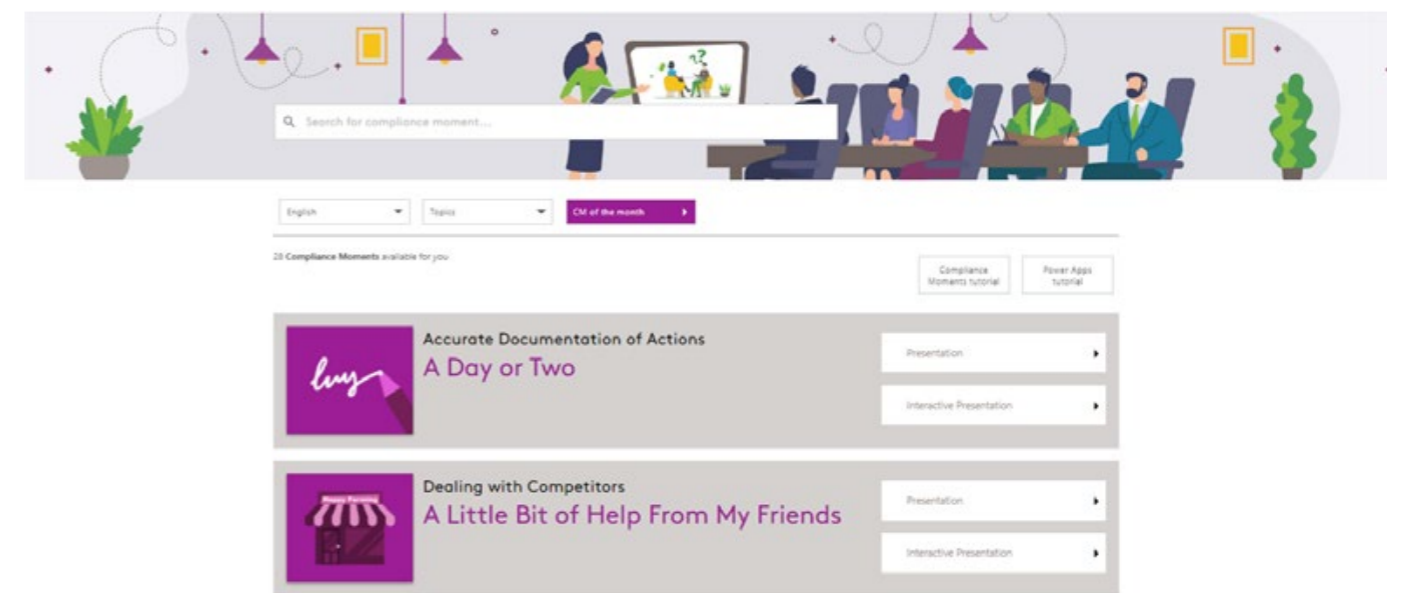 ??
Search for compliance moment...
English
Topics
CM of the month
28 Compliance Moments available for you
Compliance
Moments tutorial
Power Apps
tutorial
Accurate Documentation of Actions
A Day or Two
Presentation
Interactive Presentation
Happy Farming
Dealing with Competitors
A Little Bit of Help From My Friends
Presentation
Interactive Presentation